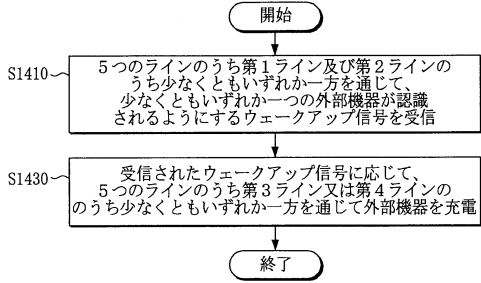 開始
S1410
５つのラインのうち第１ライン及び第２ラインの
うち少なくともいずれか一方を通じて、
少なくともいずれか一つの外部機器が認識
されるようにするウェークアップ信号を受信
S1430
受信されたウェークアップ信号に応じて、
５つのラインのうち第３ライン又は第４ラインの
のうち少なくともいずれか一方を通じて外部機器を充電
終了